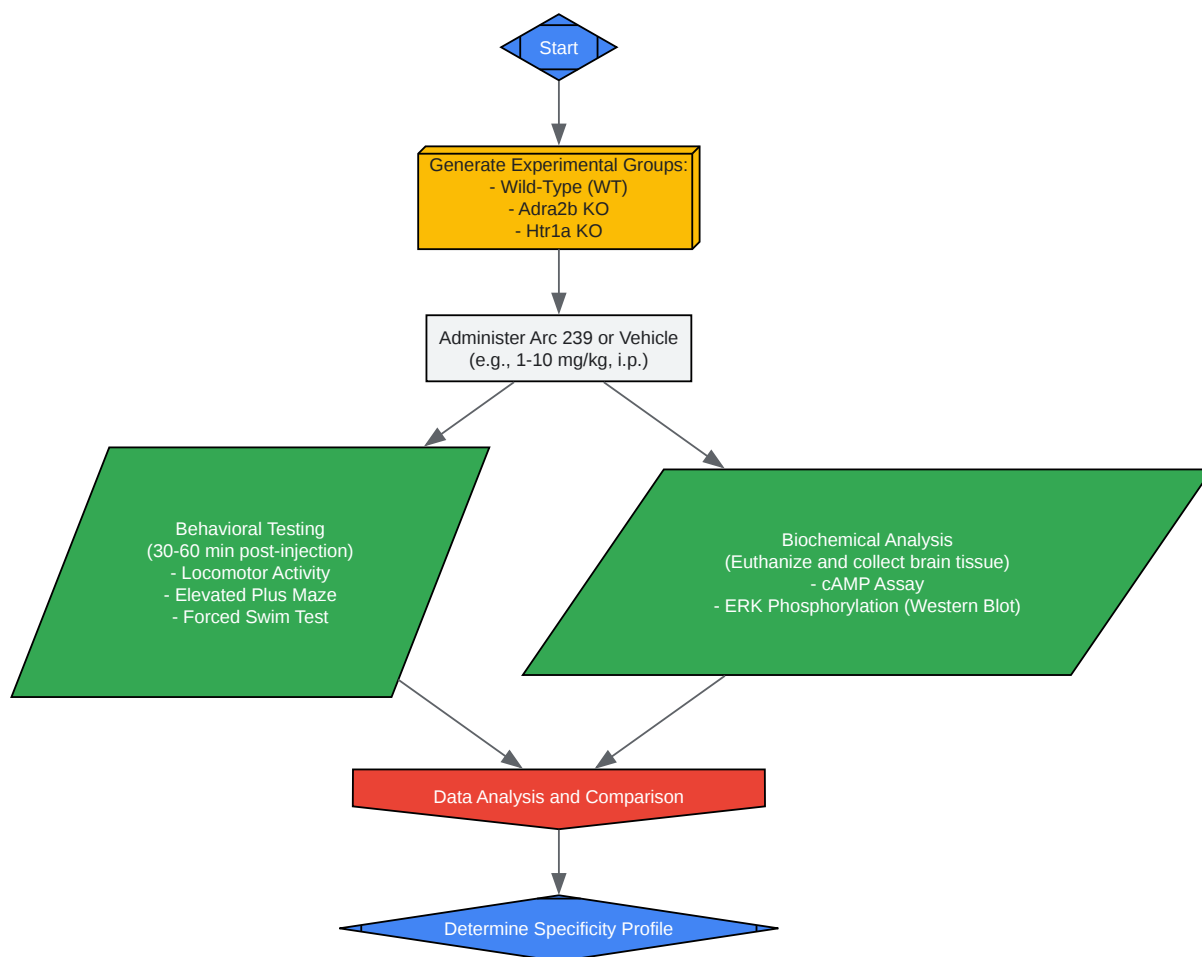 Start
Generate Experimental Groups:
- Wild-Type (WT)
- Adra2b KO
- Htr1a KO
Administer Arc 239 or Vehicle
(e.g., 1-10 mg/kg, i.p.)
Behavioral Testing
(30-60 min post-injection)
- Locomotor Activity
- Elevated Plus Maze
- Forced Swim Test
Biochemical Analysis
(Euthanize and collect brain tissue)
- cAMP Assay
- ERK Phosphorylation (Western Blot)
Data Analysis and Comparison
Determine Specificity Profile